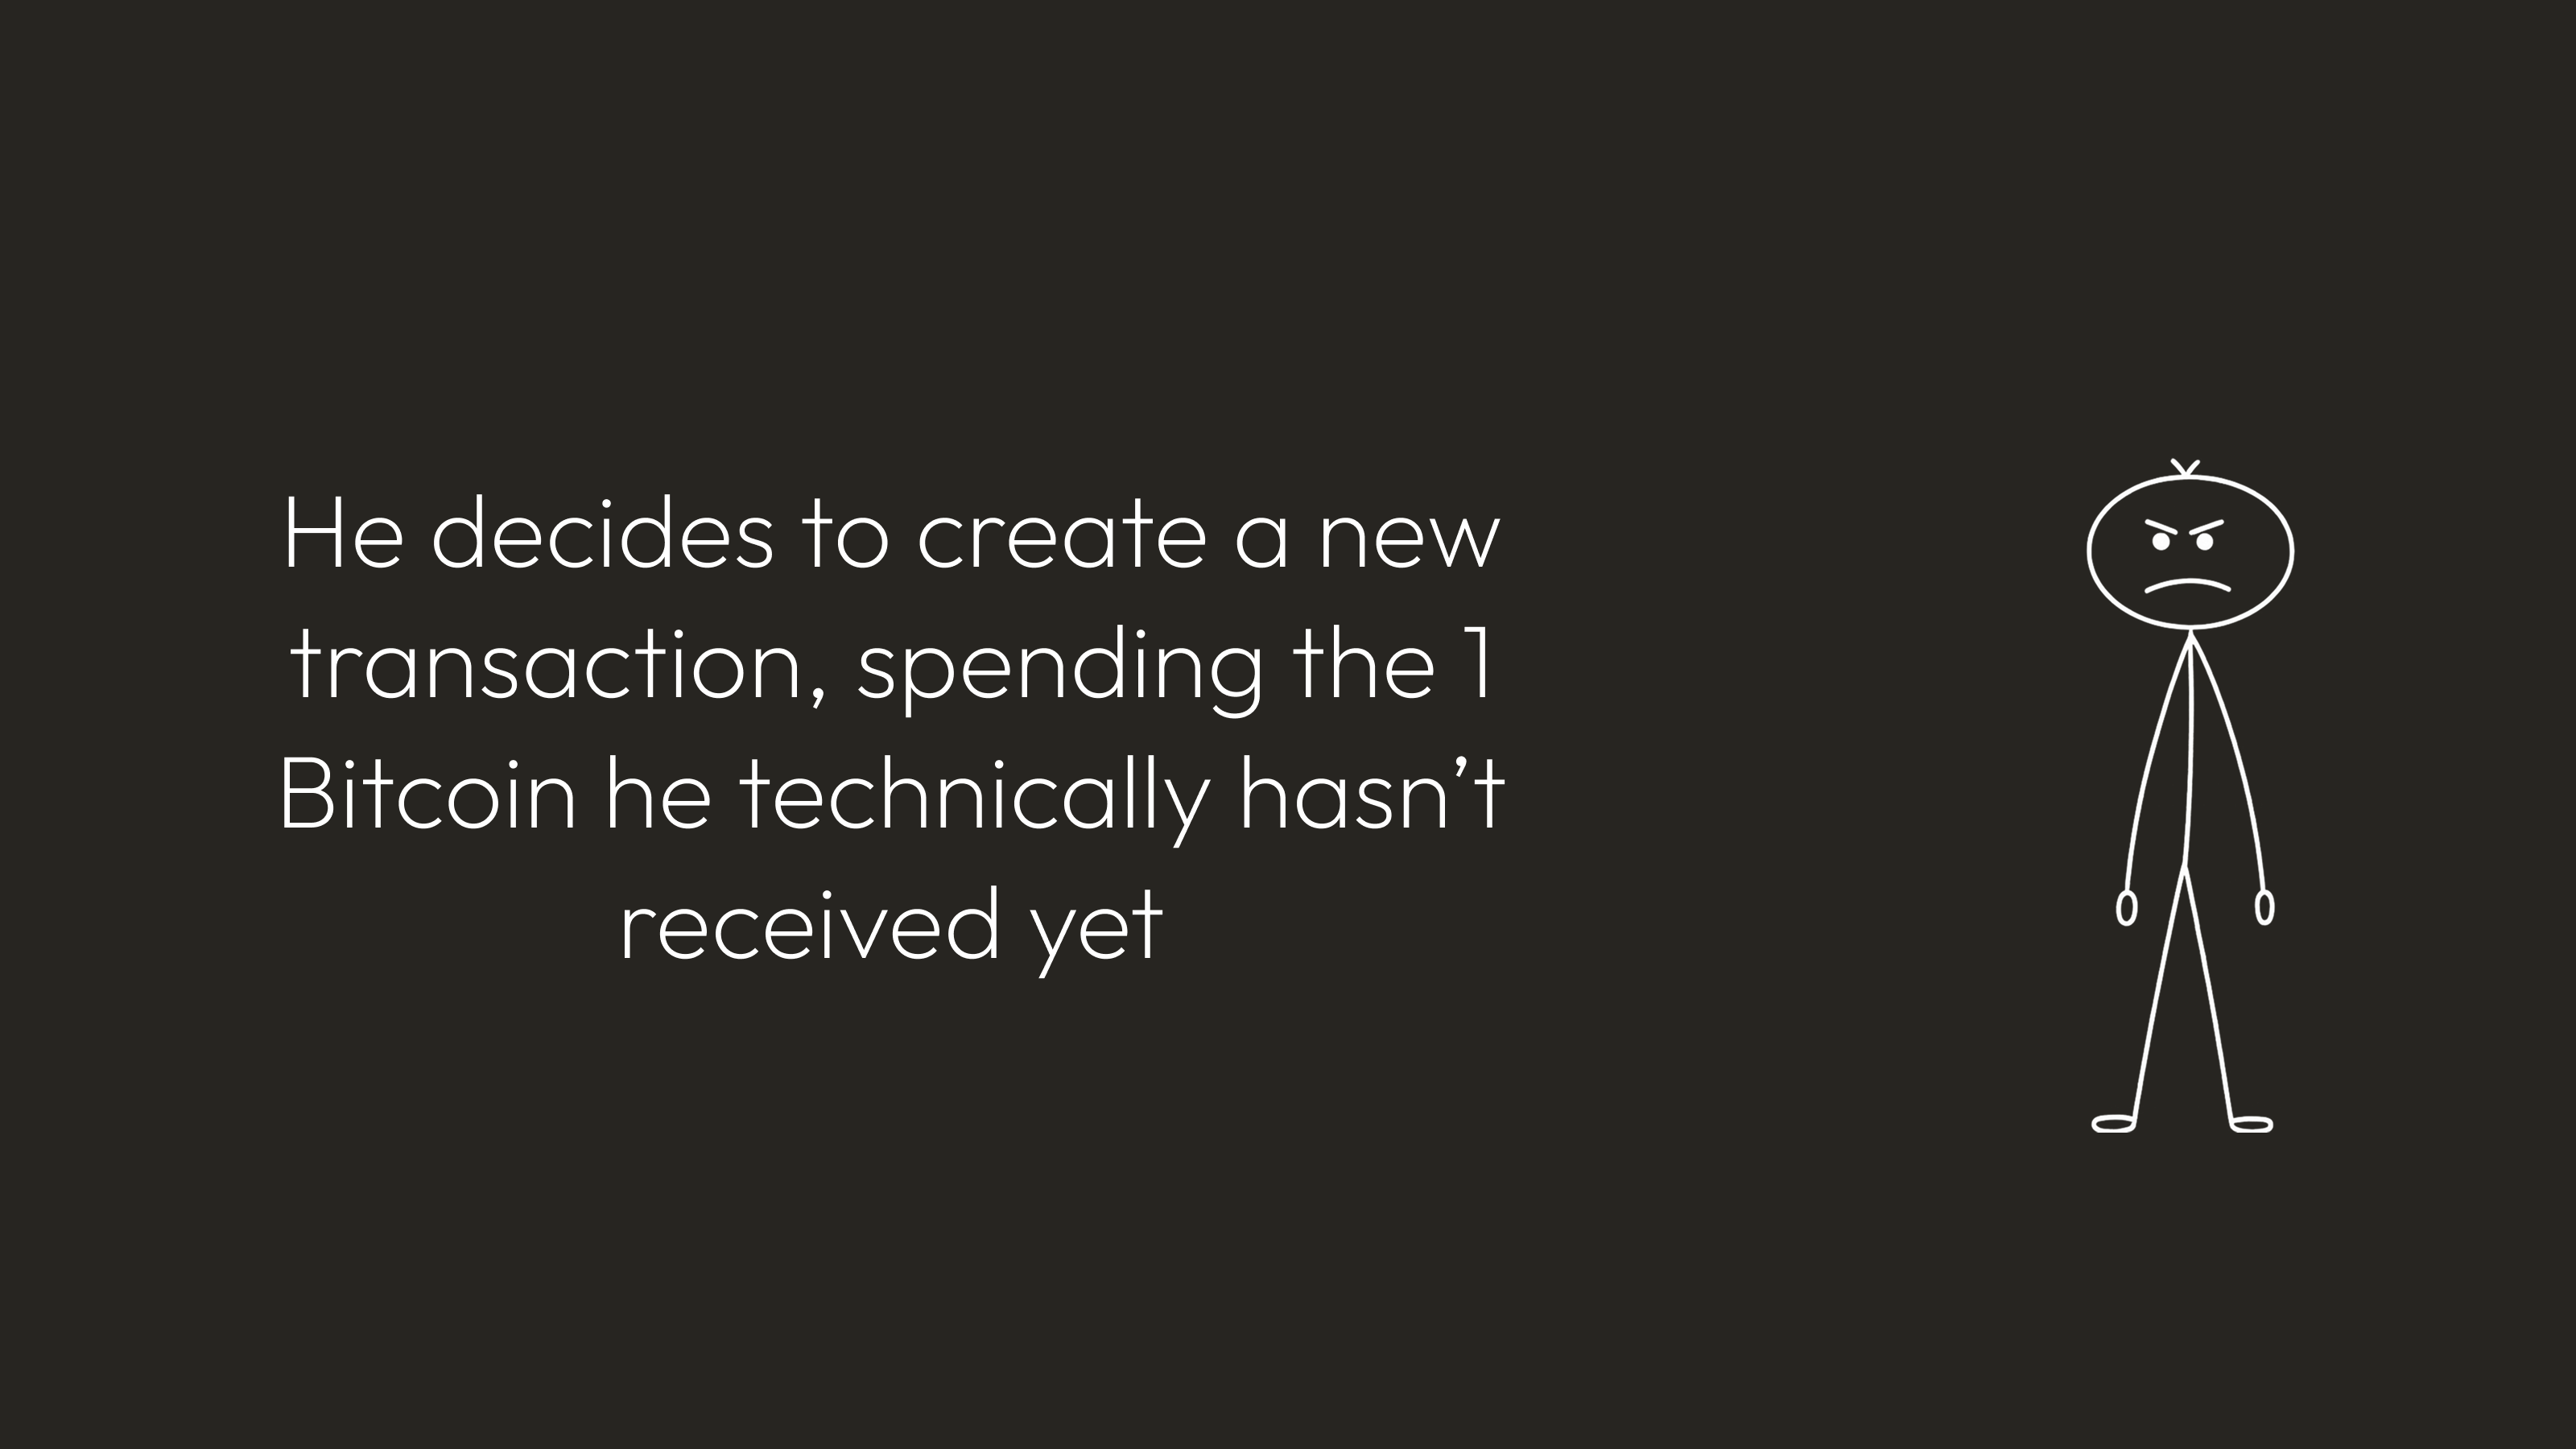 He decides to create a new
transaction, spending the 1
Bitcoin he technically hasn’t
received yet